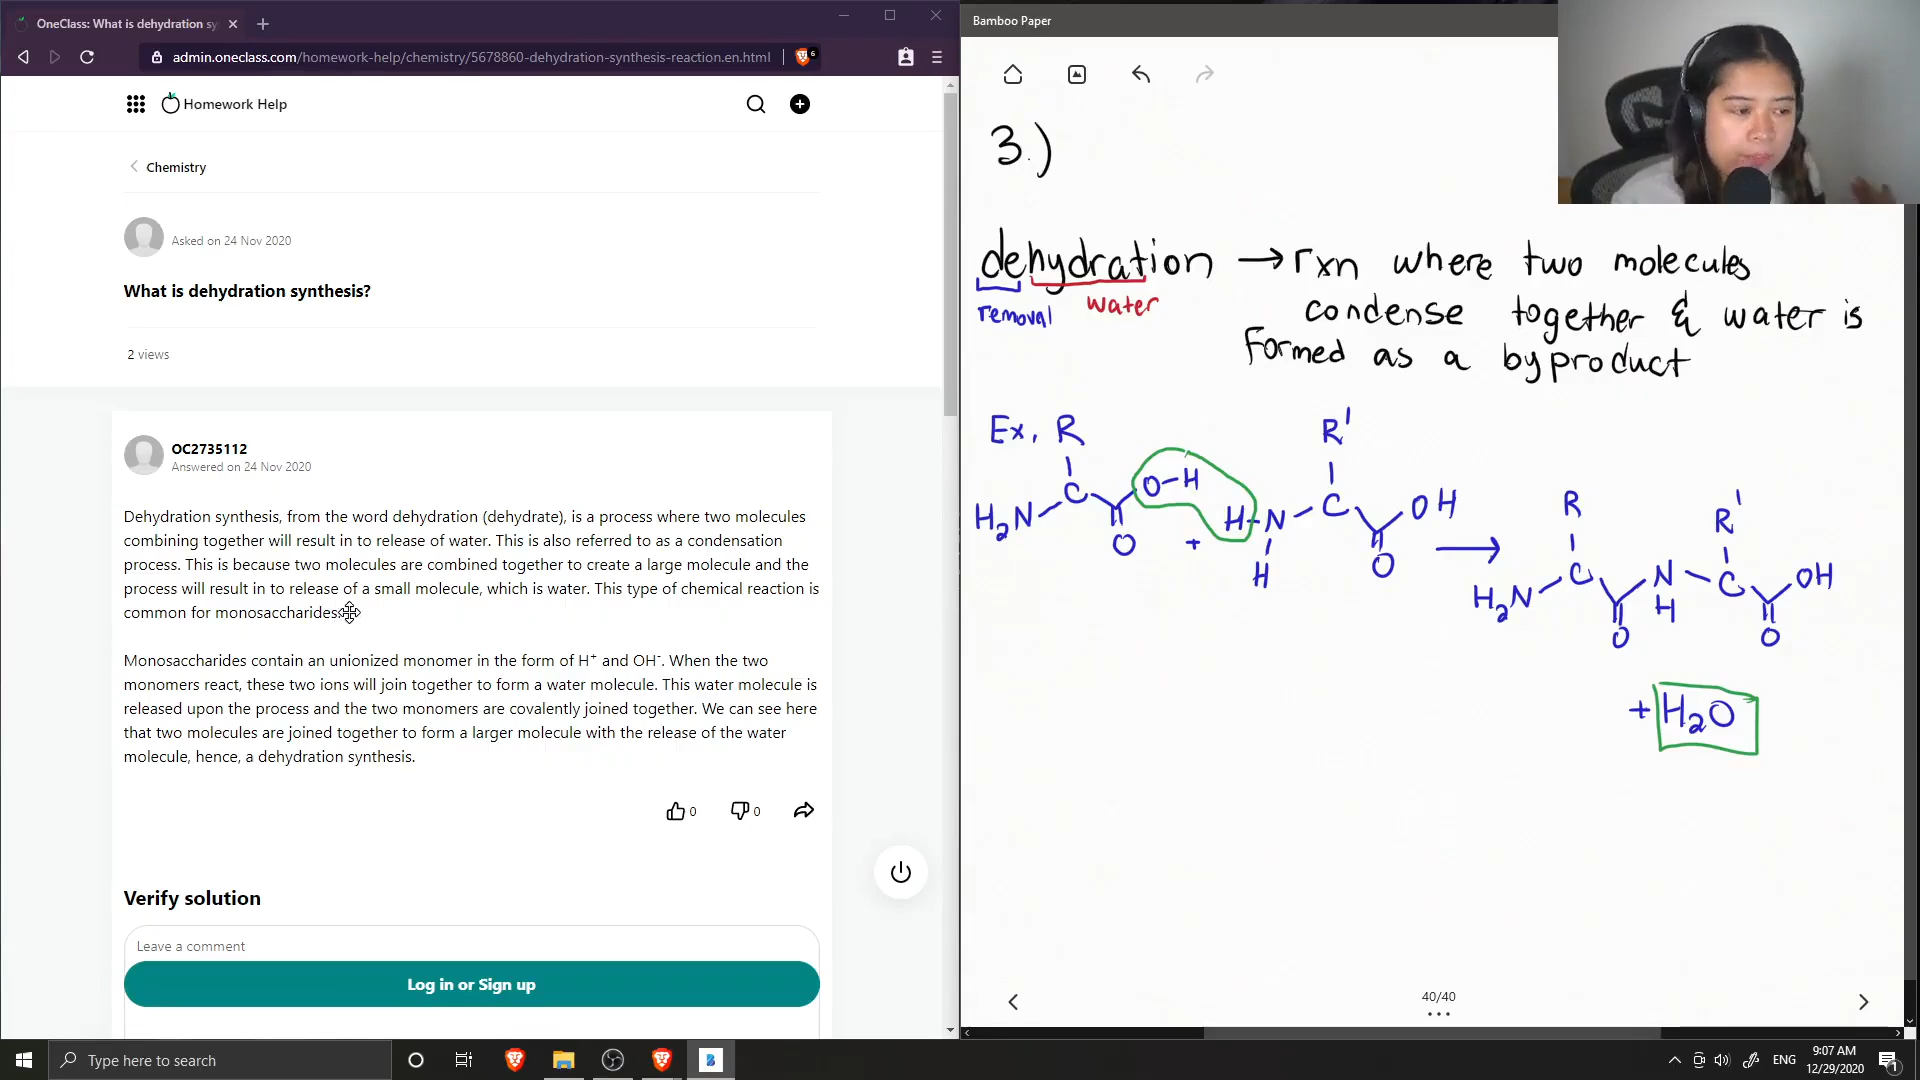 OneClass: What is dehydration sy
admin.oneclass.com/homework-help/chemistry/5678860-dehydration-synthesis-reaction.en.html
6
Homework Help
Chemistry
Asked on 24 Nov 2020
What is dehydration synthesis?
2 views
OC2735112
Answered on 24 Nov 2020
Dehydration synthesis, from the word dehydration (dehydrate), is a process where two molecules
combining together will result in to release of water. This is also referred to as a condensation
process. This is because two molecules are combined together to create a large molecule and the
process will result in to release of a small molecule, which is water. This type of chemical reaction is
common for monosaccharides.
Monosaccharides contain an unionized monomer in the form of H⁺ and OH⁻. When the two
monomers react, these two ions will join together to form a water molecule. This water molecule is
released upon the process and the two monomers are covalently joined together. We can see here
that two molecules are joined together to form a larger molecule with the release of the water
molecule, hence, a dehydration synthesis.
0 0
Verify solution
Leave a comment
Log in or Sign up
Bamboo Paper
3.)
dehydration → rxn where two molecules
removal water
condense together & water is
formed as a byproduct
Ex. R R'
H₂N C O-H H-N C OH
O + H O →
R R'
H₂N C N C OH
O H O
+ H₂O
40/40
Type here to search
B
ENG
9:07 AM
12/29/2020
1